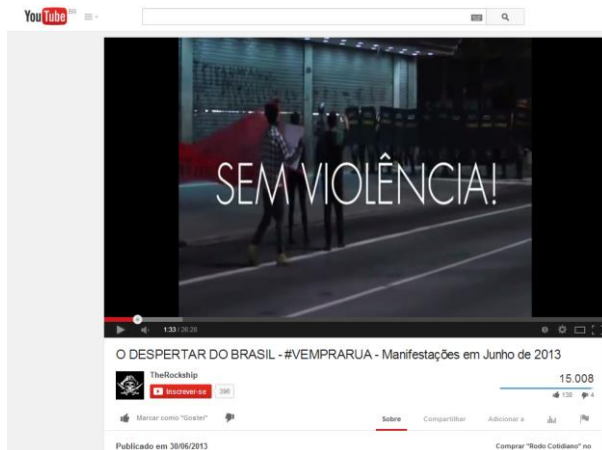 YouTube BR
SEM VIOLÊNCIA!
1:33 / 26:28
O DESPERTAR DO BRASIL - #VEMPRARUA - Manifestações em Junho de 2013
TheRockship
15.008
Inscrever-se 396
138 4
Marcar como "Gostei"
Sobre Compartilhar Adicionar a
Publicado em 30/06/2013
Comprar "Rodo Cotidiano" no